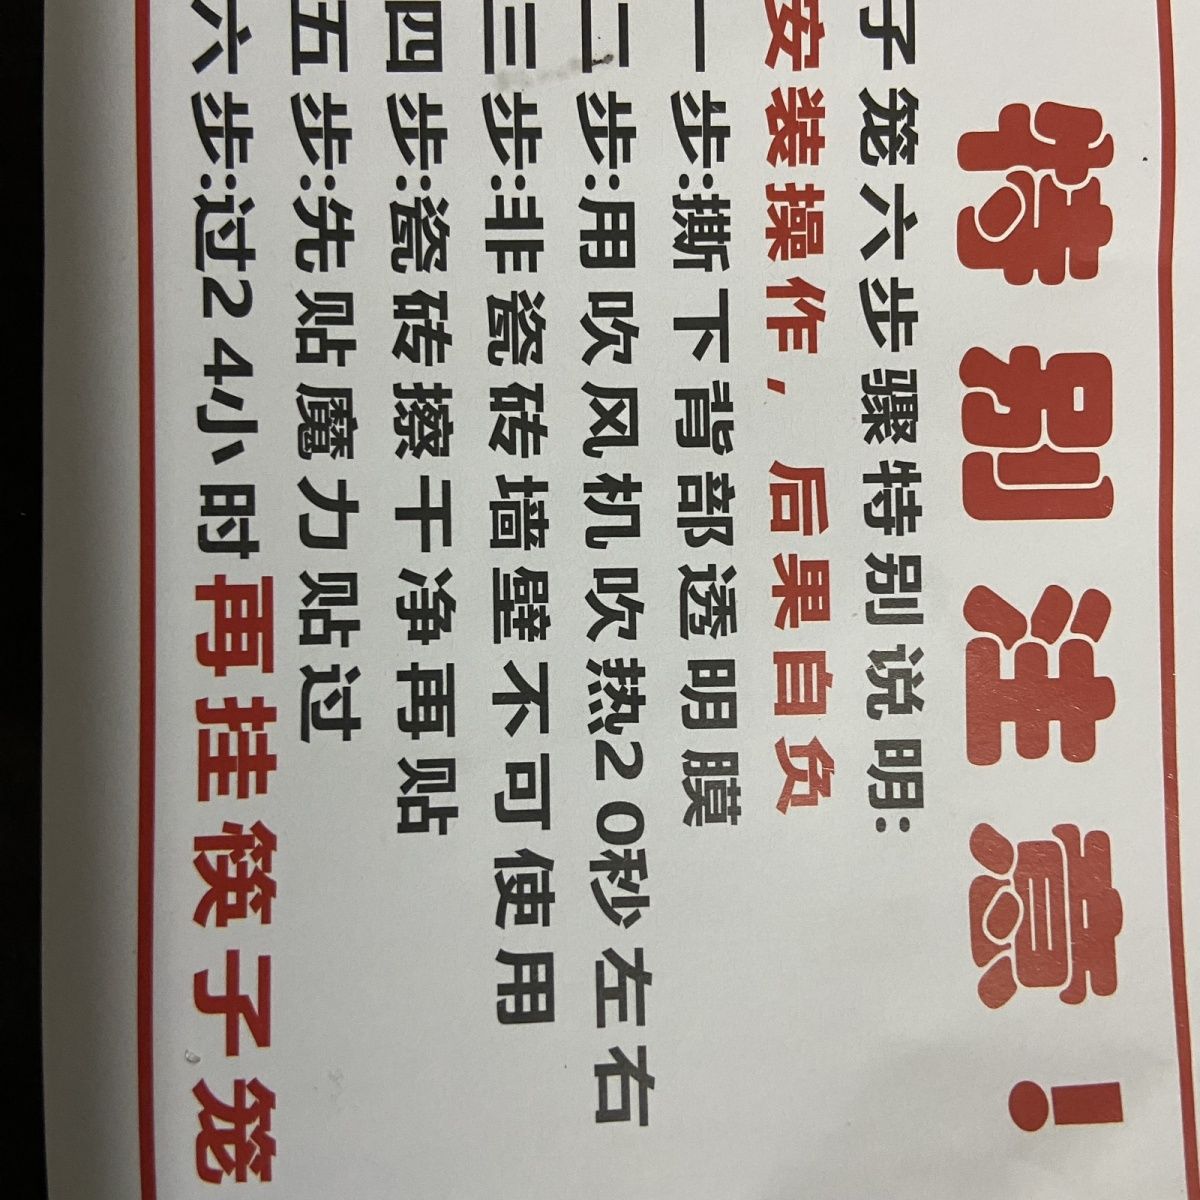 特别注意！
子笼六步骤特别说明：
安装操作，后果自负
一步：撕下背部透明膜
二步：用吹风机吹热20秒左右
三步：非瓷砖墙壁不可使用
四步：瓷砖擦干净再贴
五步：先贴魔力贴过
六步：过24小时再挂筷子笼